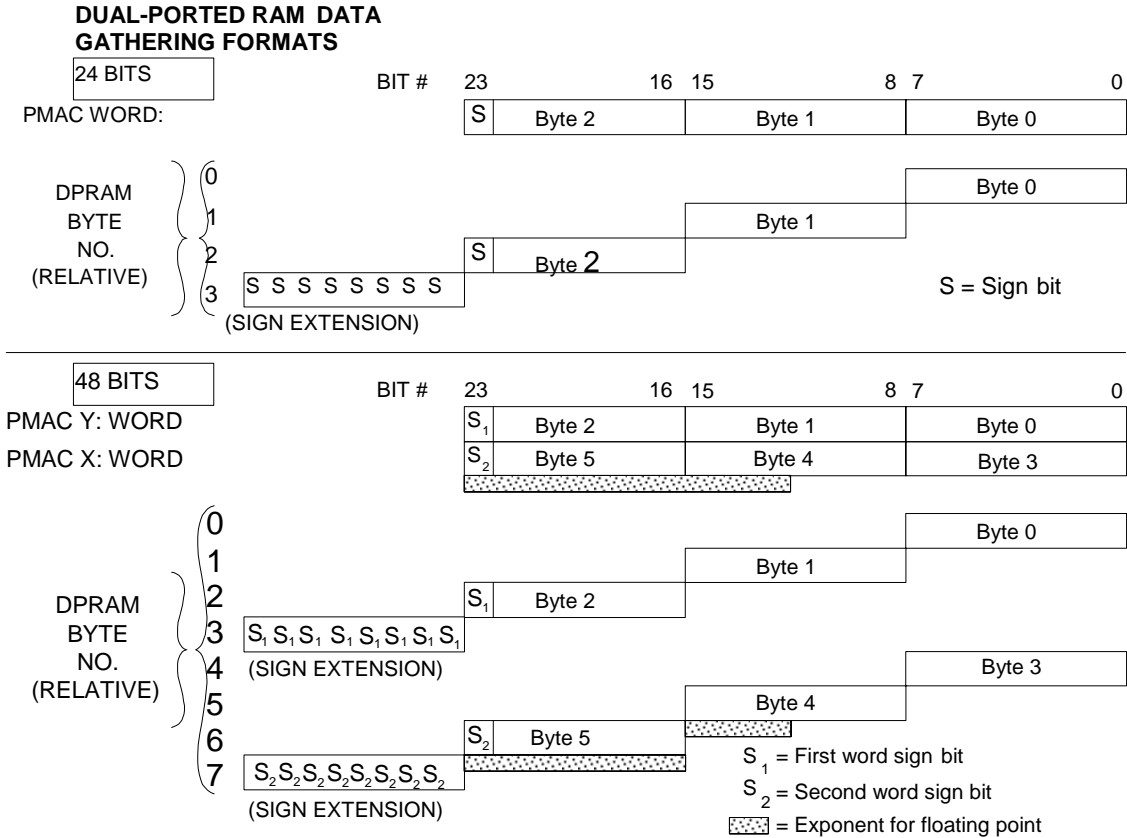 DUAL-PORTED RAM DATA
GATHERING FORMATS
24 BITS
BIT # 23 16 15 8 7 0
PMAC WORD: S Byte 2 Byte 1 Byte 0
DPRAM
BYTE
NO.
(RELATIVE)
0 Byte 0
1 Byte 1
2 S Byte 2
3 S S S S S S S S
(SIGN EXTENSION)
S = Sign bit
48 BITS
BIT # 23 16 15 8 7 0
PMAC Y: WORD S1 Byte 2 Byte 1 Byte 0
PMAC X: WORD S2 Byte 5 Byte 4 Byte 3
DPRAM
BYTE
NO.
(RELATIVE)
0 Byte 0
1 Byte 1
2 S1 Byte 2
3 S1 S1 S1 S1 S1 S1 S1 S1
(SIGN EXTENSION)
4 Byte 3
5 Byte 4
6 S2 Byte 5
7 S2 S2 S2 S2 S2 S2 S2 S2
(SIGN EXTENSION)
S1 = First word sign bit
S2 = Second word sign bit
= Exponent for floating point